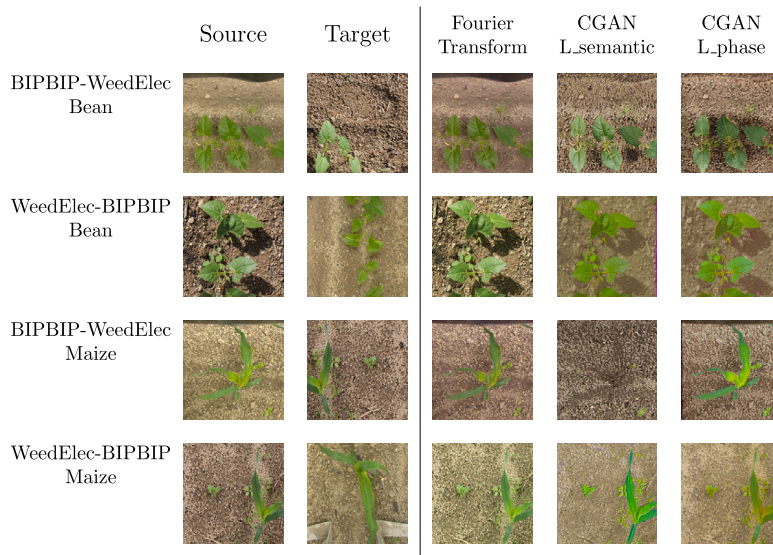 Source
Target
Fourier
Transform
CGAN
L_semantic
CGAN
L_phase
BIPBIP-WeedElec
Bean
WeedElec-BIPBIP
Bean
BIPBIP-WeedElec
Maize
WeedElec-BIPBIP
Maize